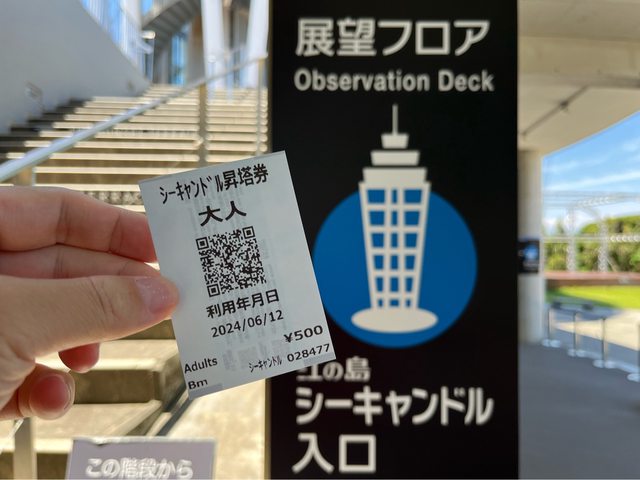 展望フロア
Observation Deck
シーキャンドル昇塔券
大人
利用年月日
2024/06/12
¥500
Adults
シーキャンドル 028477
Bm
江の島
シーキャンドル
入口
この階段から